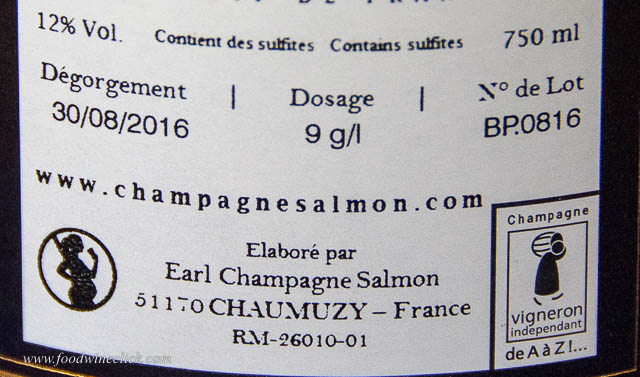 12% Vol. Contient des sulfites Contains sulfites 750 ml
Dégorgement | Dosage | N° de Lot
30/08/2016 9 g/l BP.0816
www.champagnesalmon.com
Elaboré par
Earl Champagne Salmon
51170 CHAUMUZY – France
RM-26010-01
Champagne
vigneron
indépendant
de A à Z !...
www.foodwineclick.com